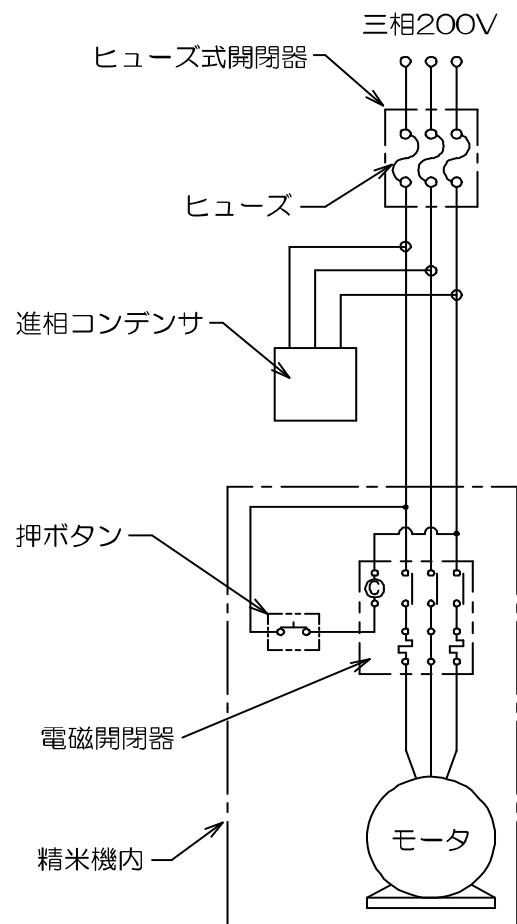 三相200V
ヒューズ式開閉器
ヒューズ
進相コンデンサ
押ボタン
C
電磁開閉器
モータ
精米機内